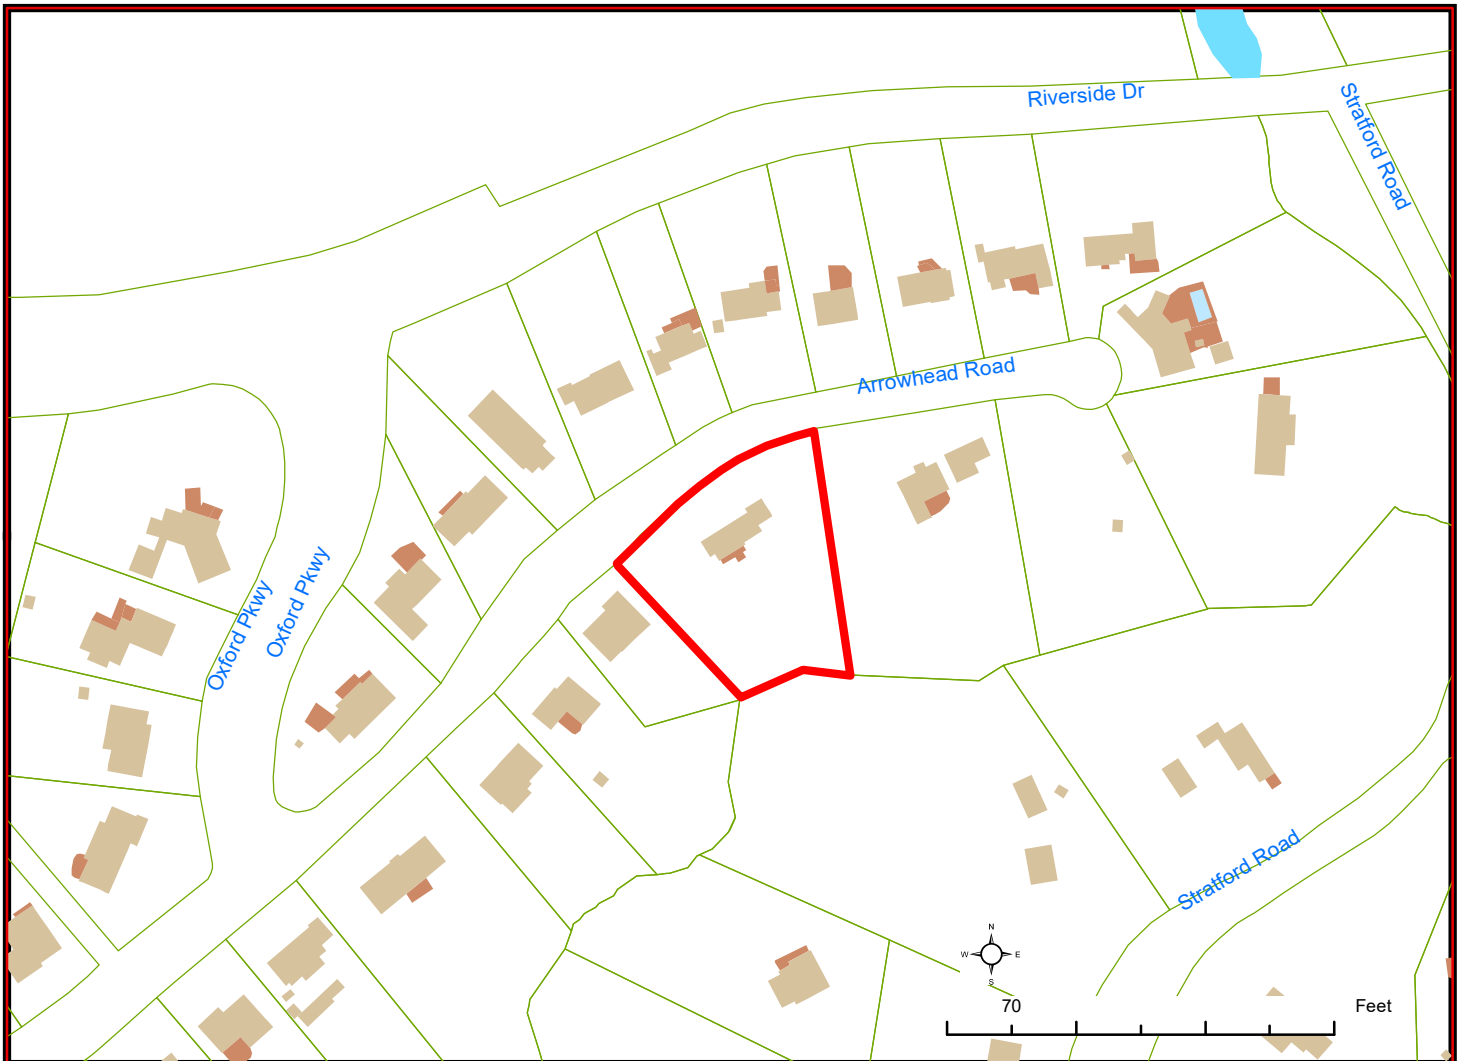 Riverside Dr
Stratford Road
Arrowhead Road
Oxford Pkwy
Oxford Pkwy
Stratford Road
N
W E
S
70 Feet